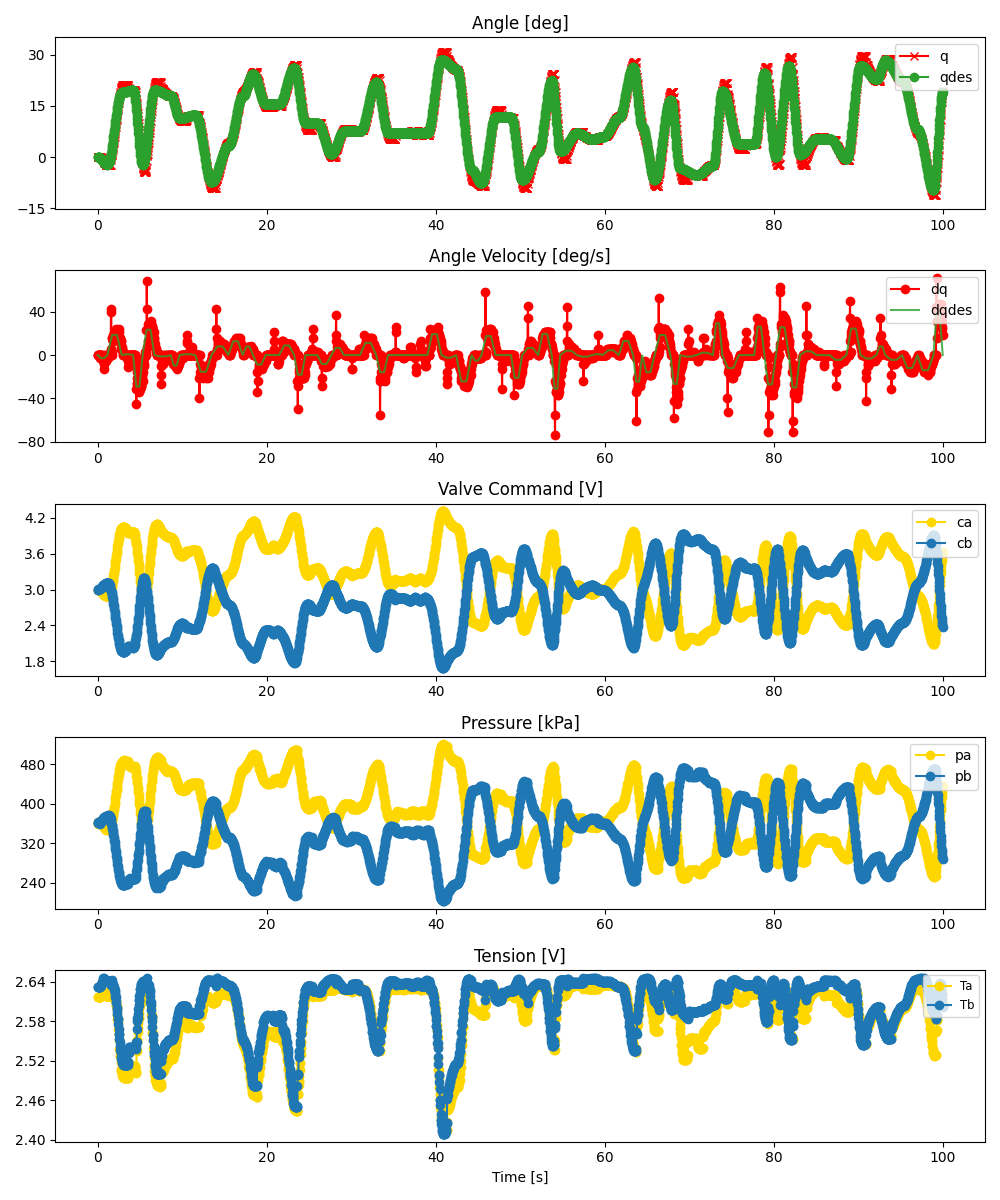 Angle [deg]
30
15
0
−15
q
qdes
0 20 40 60 80 100
Angle Velocity [deg/s]
40
0
−40
−80
dq
dqdes
0 20 40 60 80 100
Valve Command [V]
4.2
3.6
3.0
2.4
1.8
ca
cb
0 20 40 60 80 100
Pressure [kPa]
480
400
320
240
pa
pb
0 20 40 60 80 100
Tension [V]
2.64
2.58
2.52
2.46
2.40
Ta
Tb
0 20 40 60 80 100
Time [s]